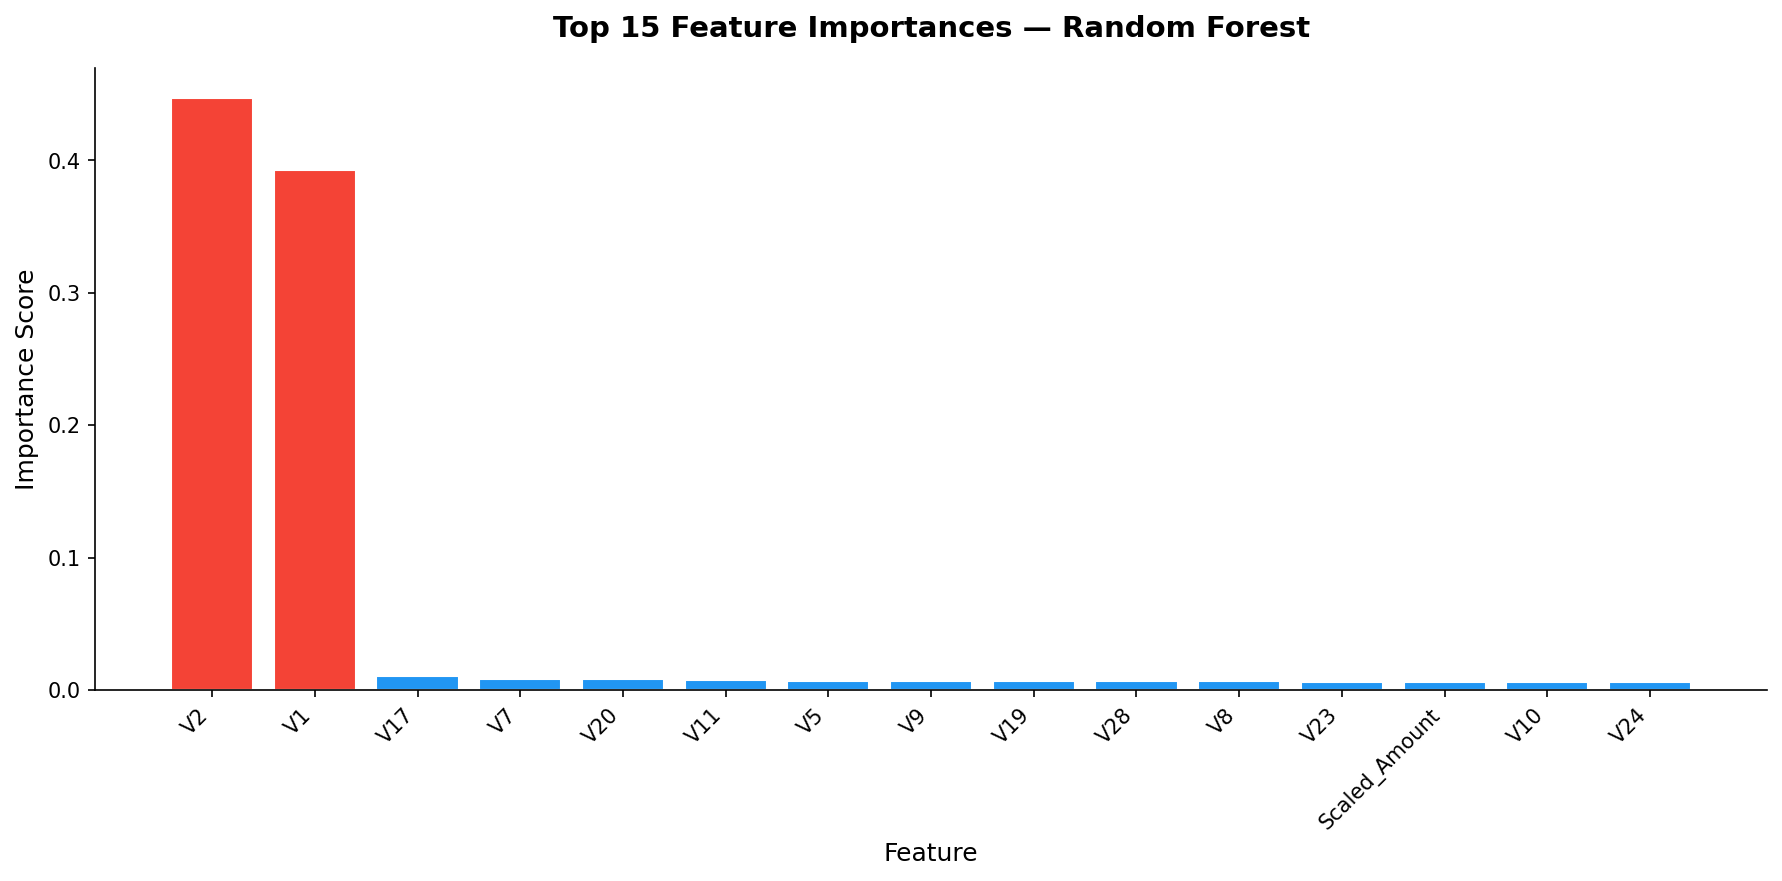 Top 15 Feature Importances — Random Forest
Importance Score
0.4
0.3
0.2
0.1
0.0
V2
V1
V17
V7
V20
V11
V5
V9
V19
V28
V8
V23
Scaled_Amount
V10
V24
Feature